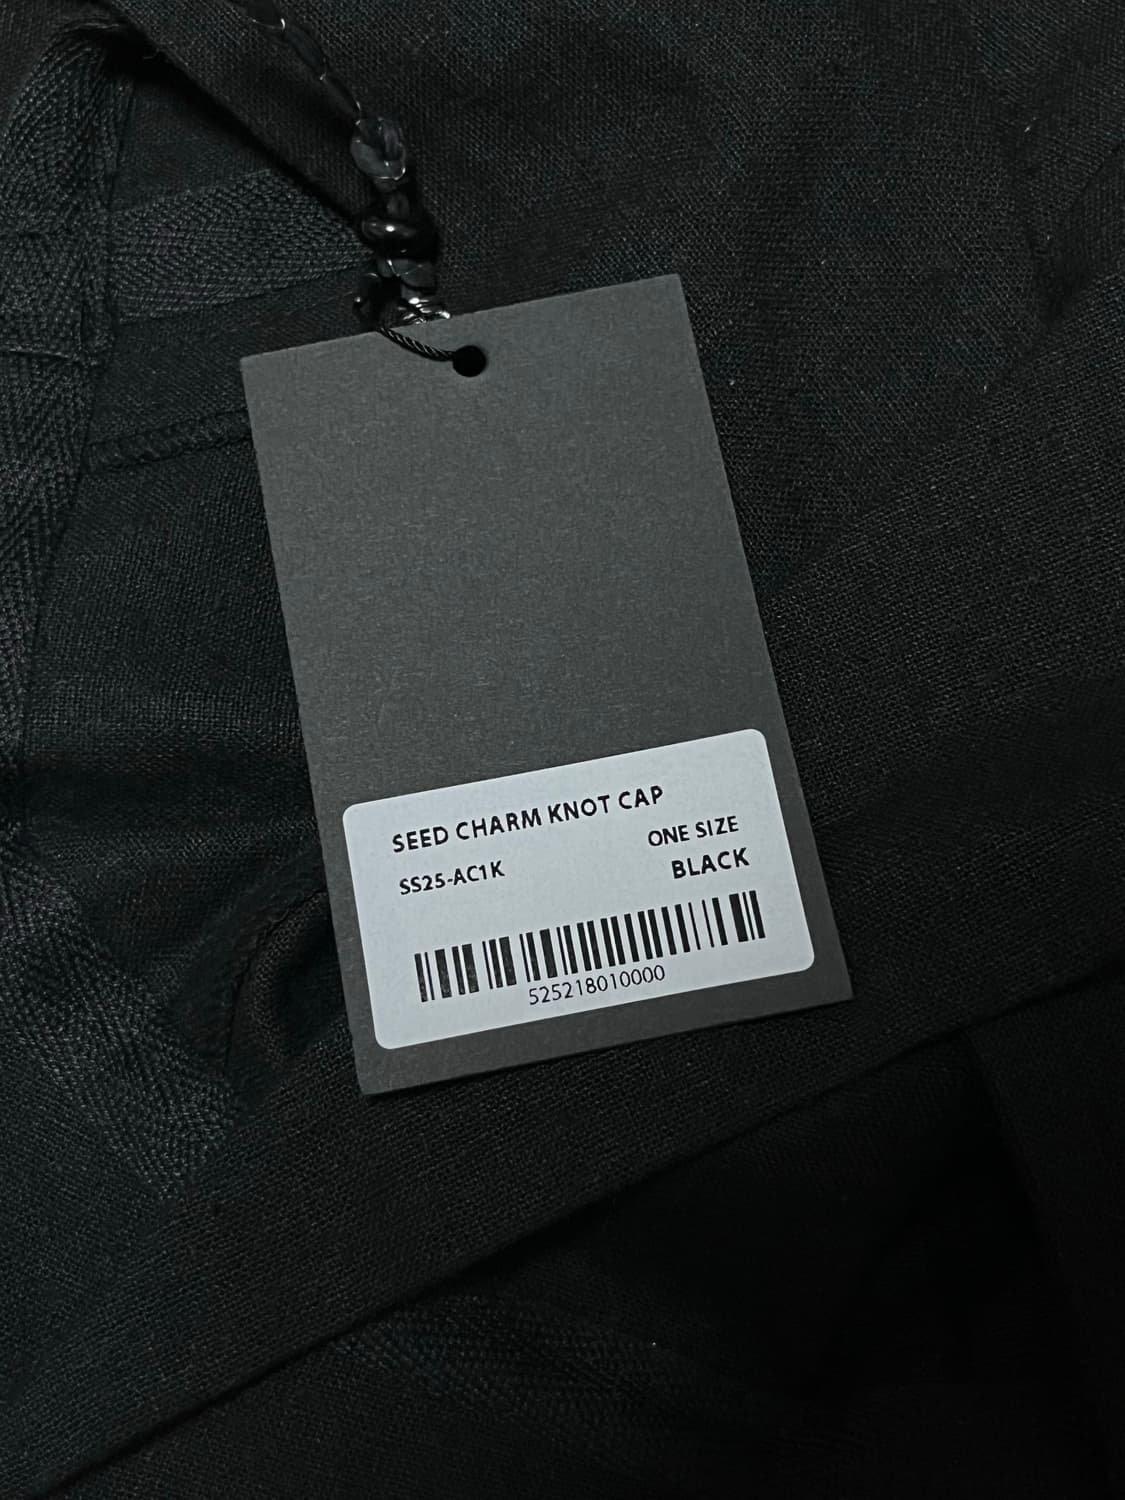 SEED CHARM KNOT CAP
ONE SIZE
SS25-AC1K
BLACK
525218010000